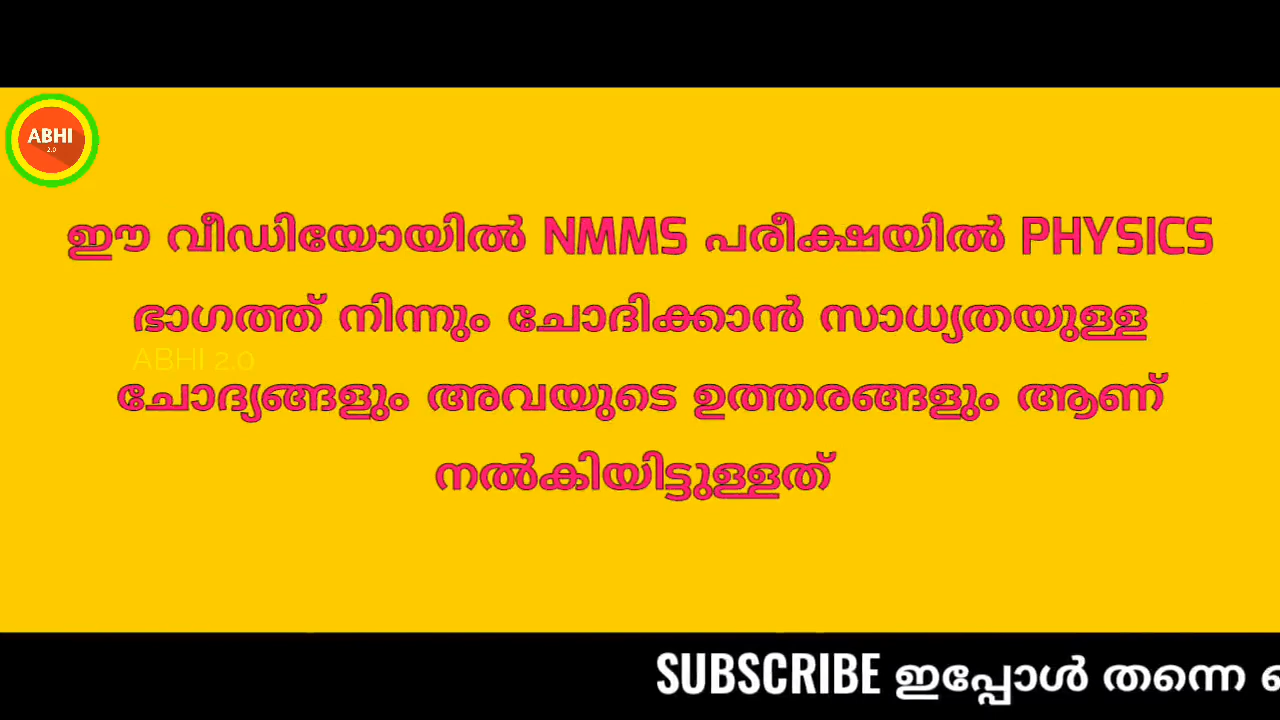 ABHI
2.0
ഈ വീഡിയോയിൽ NMMS പരീക്ഷയിൽ PHYSICS
ഭാഗത്ത് നിന്നും ചോദിക്കാൻ സാധ്യതയുള്ള
ABHI 2.0
ചോദ്യങ്ങളും അവയുടെ ഉത്തരങ്ങളും ആണ്
നൽകിയിട്ടുള്ളത്
SUBSCRIBE ഇപ്പോൾ തന്നെ